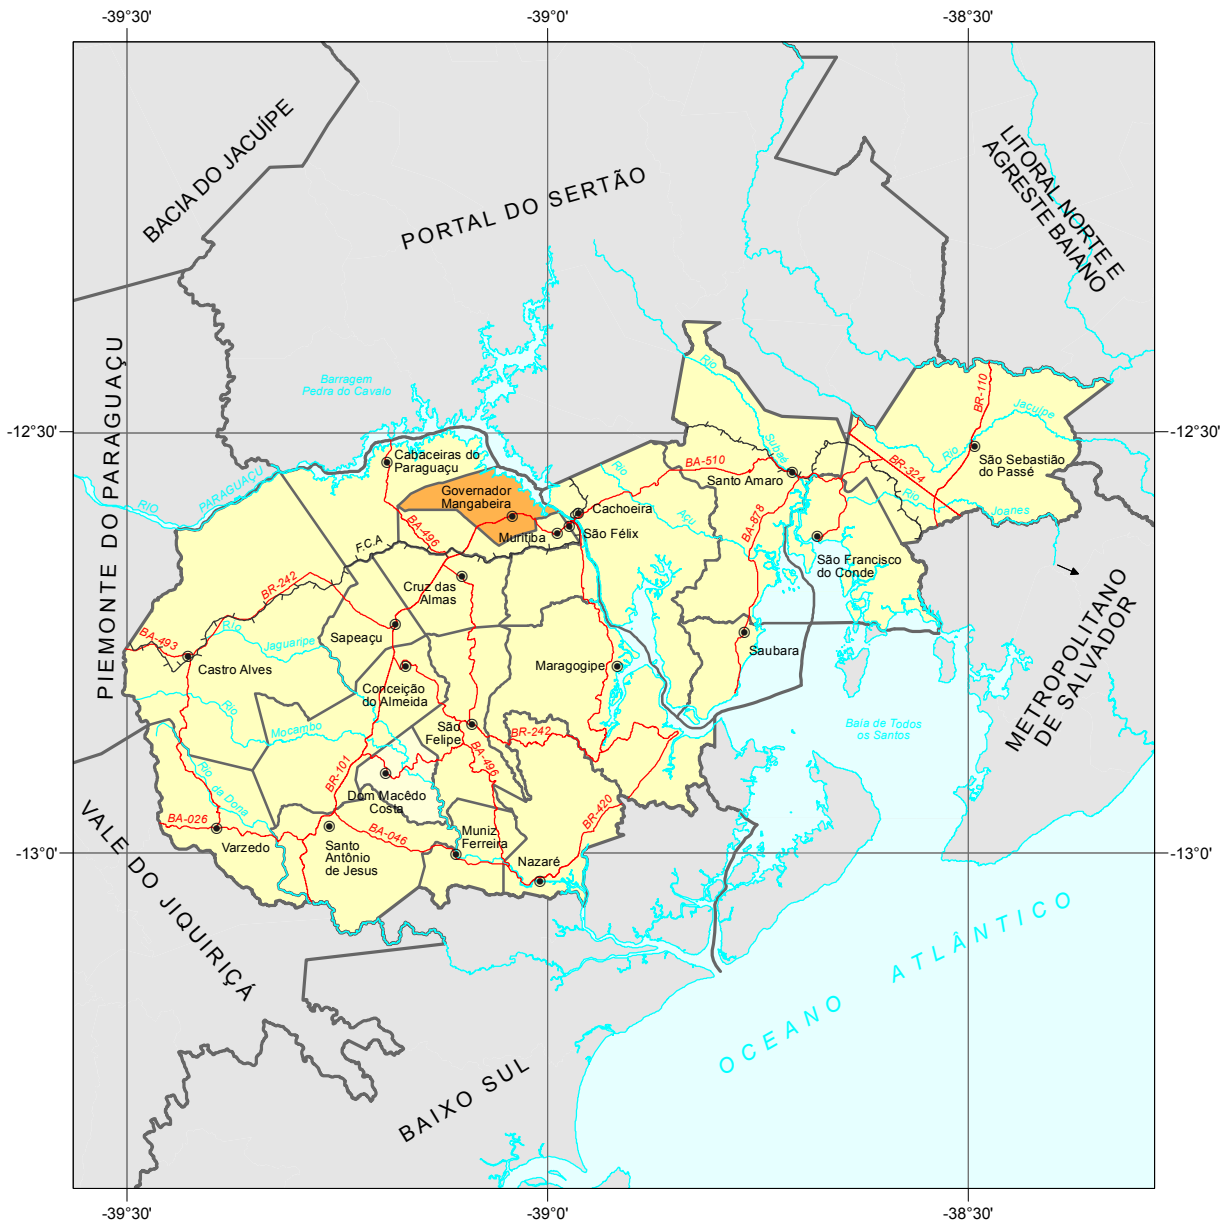 -39°30'
-39°0'
-38°30'
BACIA DO JACUÍPE
PORTAL DO SERTÃO
LITORAL NORTE E
AGRESTE BAIANO
PIEMONTE DO PARAGUAÇU
Barragem
Pedra do Cavalo
Rio
BR-110
Jacuípe
-12°30'
-12°30'
Subaé
Cabaceiras do
Paraguaçu
BA-510
BR-324
Rio
São Sebastião
do Passé
RIO
PARAGUAÇU
Rio
Santo Amaro
Governador
Mangabeira
Rio
Joanes
Cachoeira
Açu
BA-878
BA-496
Muritiba
São Félix
F.C.A
São Francisco
do Conde
BR-242
Cruz das
Almas
METROPOLITANO
DE SALVADOR
BA-493
Rio
Jaguaripe
Sapeaçu
Saubara
Castro Alves
Maragogipe
Conceição
do Almeida
Rio
Mocambo
São
Felipe
BR-242
Baia de Todos
os Santos
Rio
da Dona
BR-101
BA-496
Dom Macêdo
Costa
VALE DO JIQUIRIÇÁ
BA-026
BA-046
BR-420
Varzedo
Santo
Antônio
de Jesus
Muniz
Ferreira
Nazaré
-13°0'
-13°0'
OCEANO ATLÂNTICO
BAIXO SUL
-39°30'
-39°0'
-38°30'